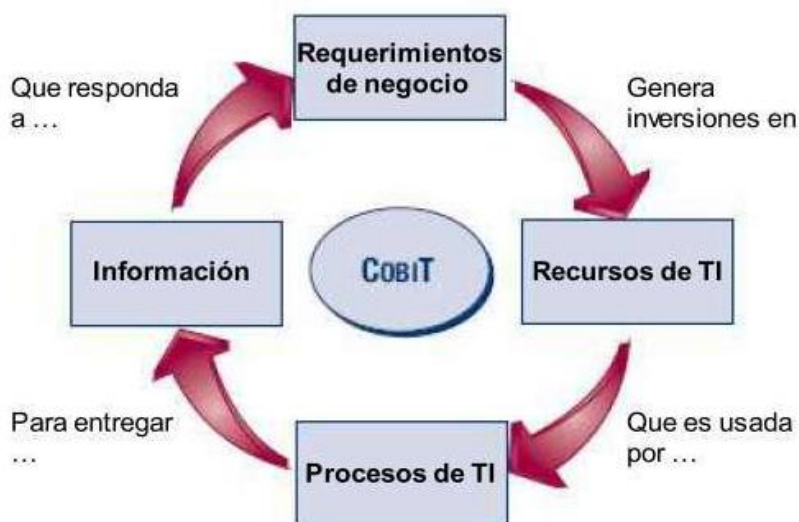 Requerimientos
de negocio
Que responda
a …
Genera
inversiones en
Información
COBIT
Recursos de TI
Para entregar
…
Que es usada
por …
Procesos de TI